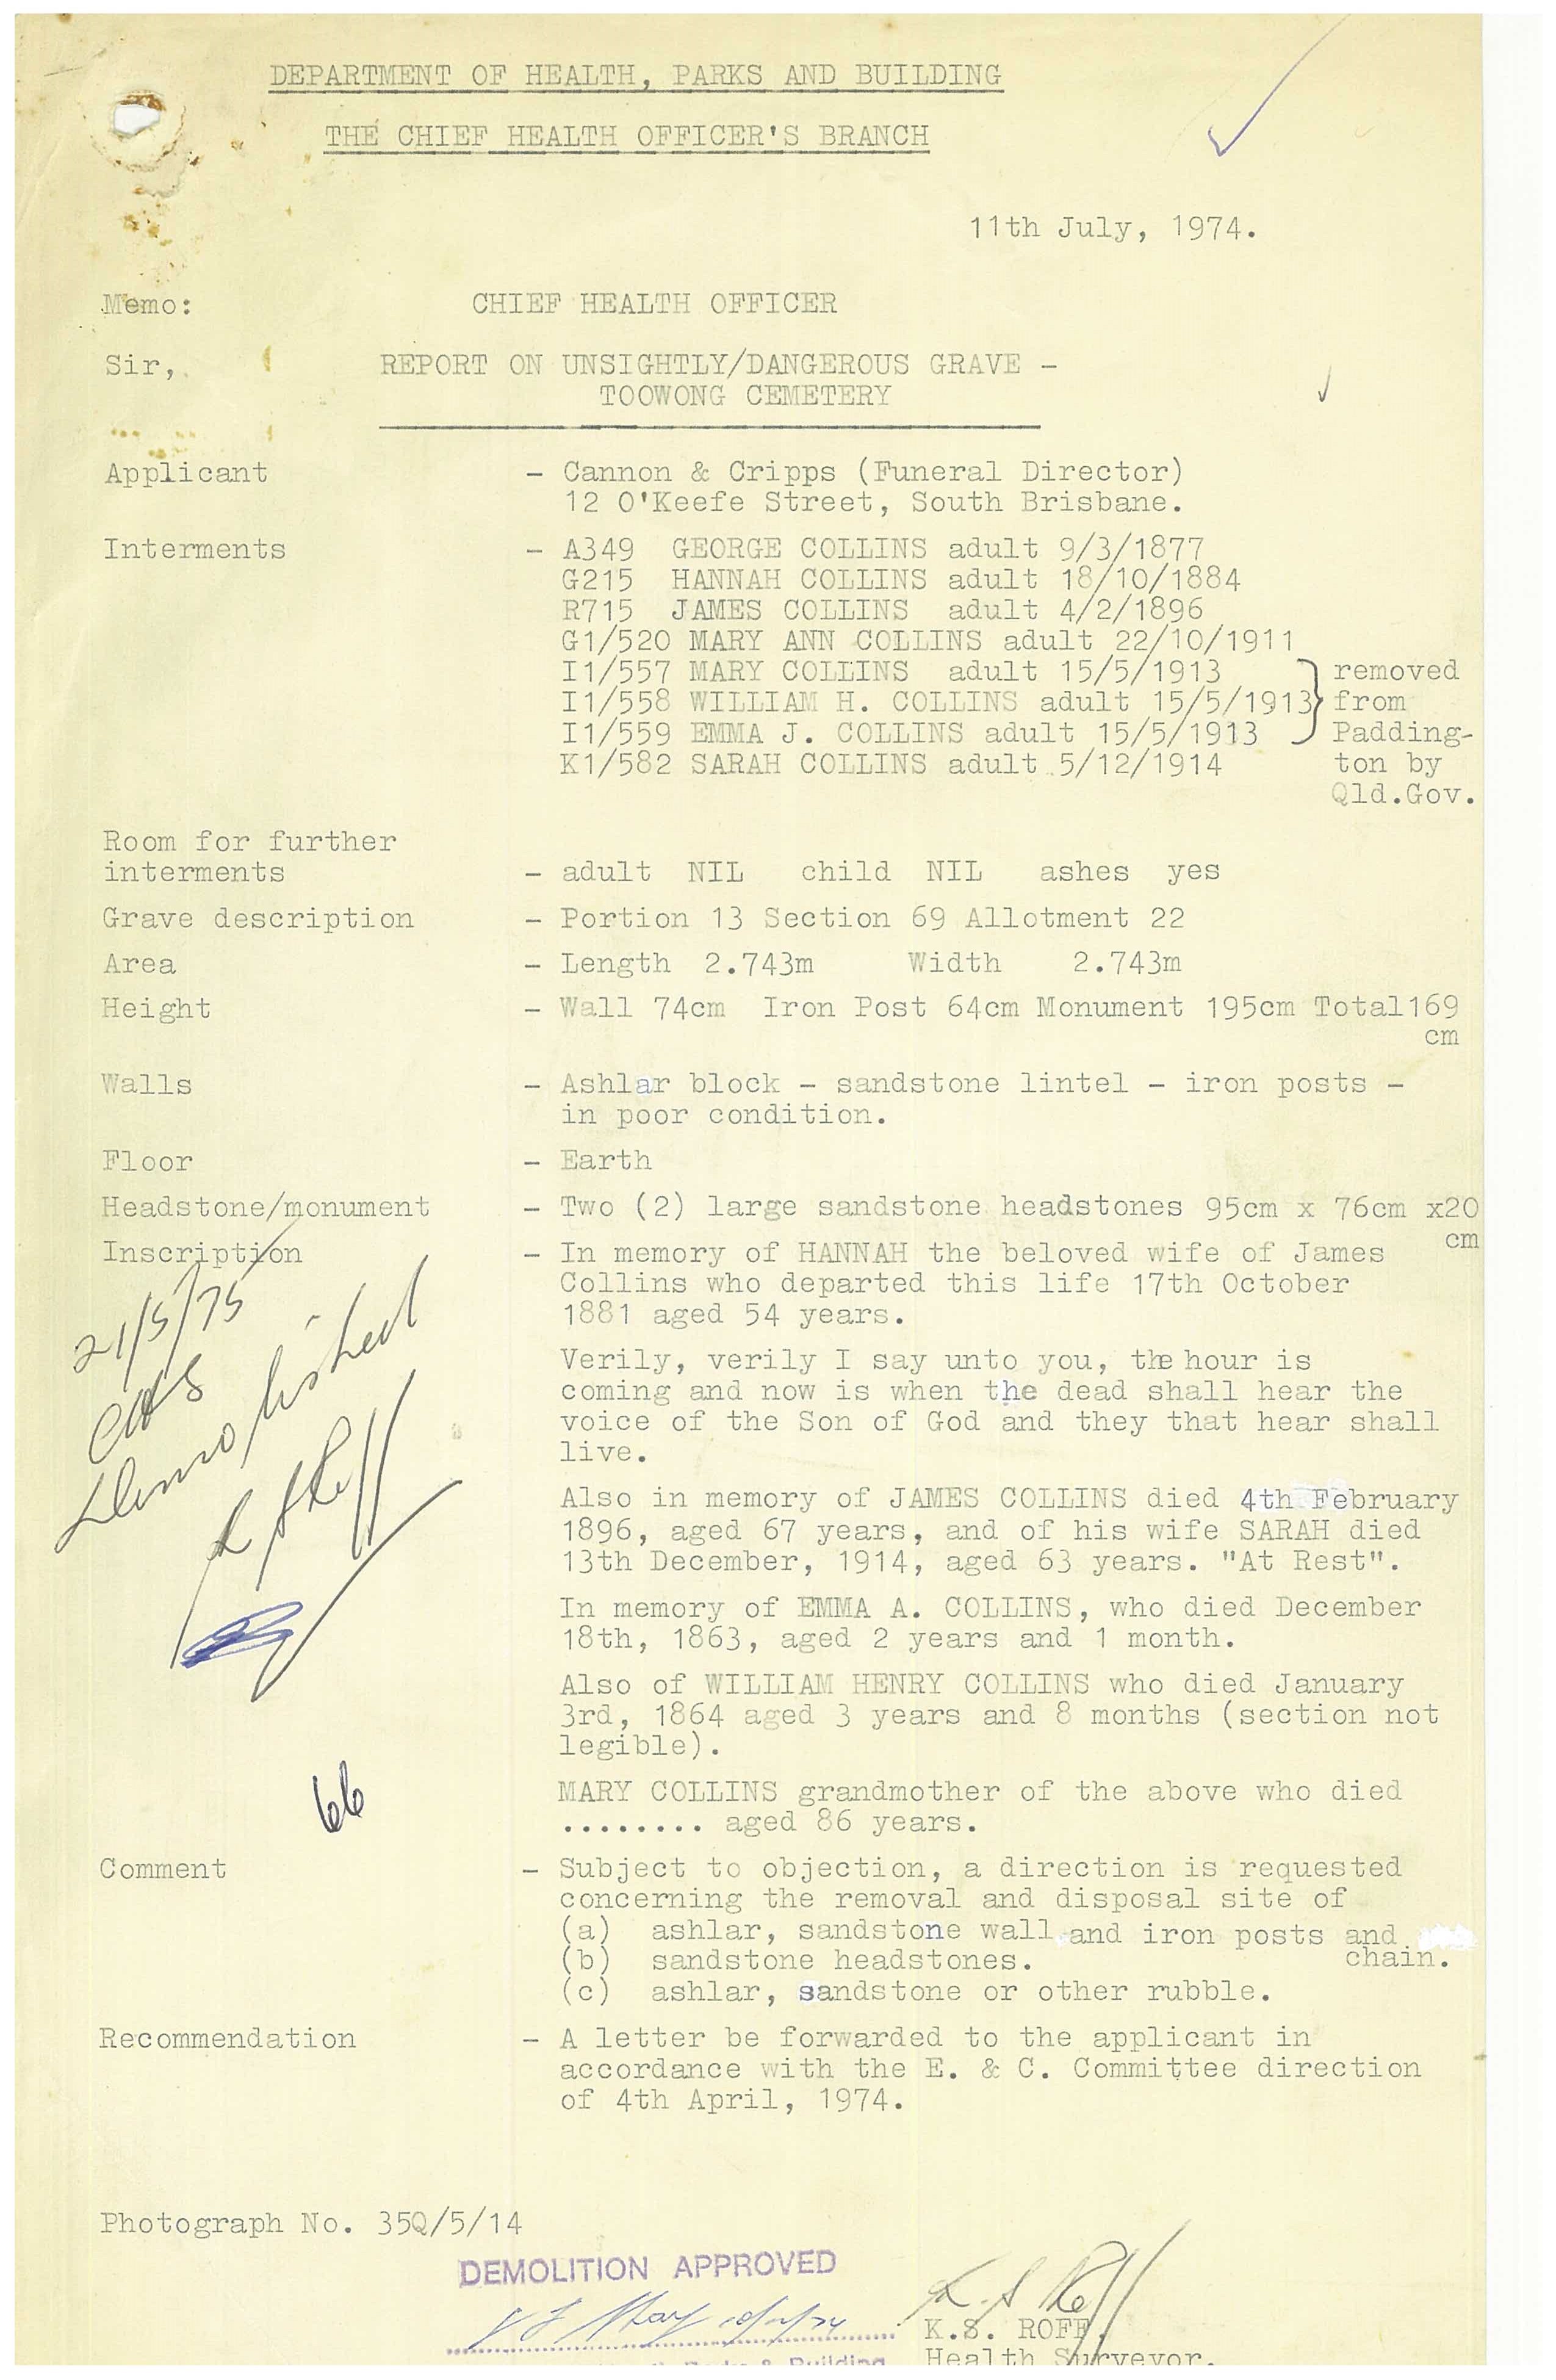 DEPARTMENT OF HEALTH, PARKS AND BUILDING
THE CHIEF HEALTH OFFICER'S BRANCH
11th July, 1974.
Memo: CHIEF HEALTH OFFICER
Sir, REPORT ON UNSIGHTLY/DANGEROUS GRAVE -
TOOWONG CEMETERY
Applicant - Cannon & Cripps (Funeral Director)
12 O'Keefe Street, South Brisbane.
Interments - A349 GEORGE COLLINS adult 9/3/1877
G215 HANNAH COLLINS adult 18/10/1884
R715 JAMES COLLINS adult 4/2/1896
G1/520 MARY ANN COLLINS adult 22/10/1911
I1/557 MARY COLLINS adult 15/5/1913 } removed
I1/558 WILLIAM H. COLLINS adult 15/5/1913 } from
I1/559 EMMA J. COLLINS adult 15/5/1913 } Padding-
K1/582 SARAH COLLINS adult 5/12/1914 ton by
Qld.Gov.
Room for further
interments - adult NIL child NIL ashes yes
Grave description - Portion 13 Section 69 Allotment 22
Area - Length 2.743m Width 2.743m
Height - Wall 74cm Iron Post 64cm Monument 195cm Total169
cm
Walls - Ashlar block - sandstone lintel - iron posts -
in poor condition.
Floor - Earth
Headstone/monument - Two (2) large sandstone headstones 95cm x 76cm x20
cm
Inscription - In memory of HANNAH the beloved wife of James
Collins who departed this life 17th October
1881 aged 54 years.
Verily, verily I say unto you, the hour is
coming and now is when the dead shall hear the
voice of the Son of God and they that hear shall
live.
Also in memory of JAMES COLLINS died 4th February
1896, aged 67 years, and of his wife SARAH died
13th December, 1914, aged 63 years. "At Rest".
In memory of EMMA A. COLLINS, who died December
18th, 1863, aged 2 years and 1 month.
Also of WILLIAM HENRY COLLINS who died January
3rd, 1864 aged 3 years and 8 months (section not
legible).
MARY COLLINS grandmother of the above who died
........ aged 86 years.
21/5/75
Demolished
66
Comment - Subject to objection, a direction is requested
concerning the removal and disposal site of
(a) ashlar, sandstone wall and iron posts and
chain.
(b) sandstone headstones.
(c) ashlar, sandstone or other rubble.
Recommendation - A letter be forwarded to the applicant in
accordance with the E. & C. Committee direction
of 4th April, 1974.
Photograph No. 35Q/5/14
DEMOLITION APPROVED
K.S. ROFF.
Health Surveyor.